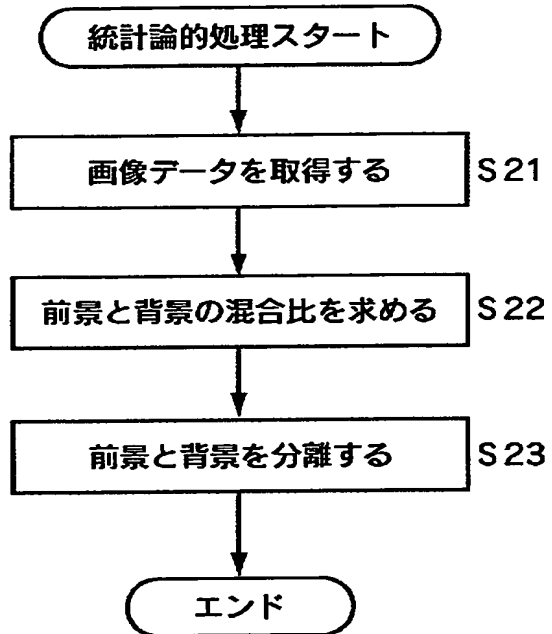 統計論的処理スタート
画像データを取得する S21
前景と背景の混合比を求める S22
前景と背景を分離する S23
エンド